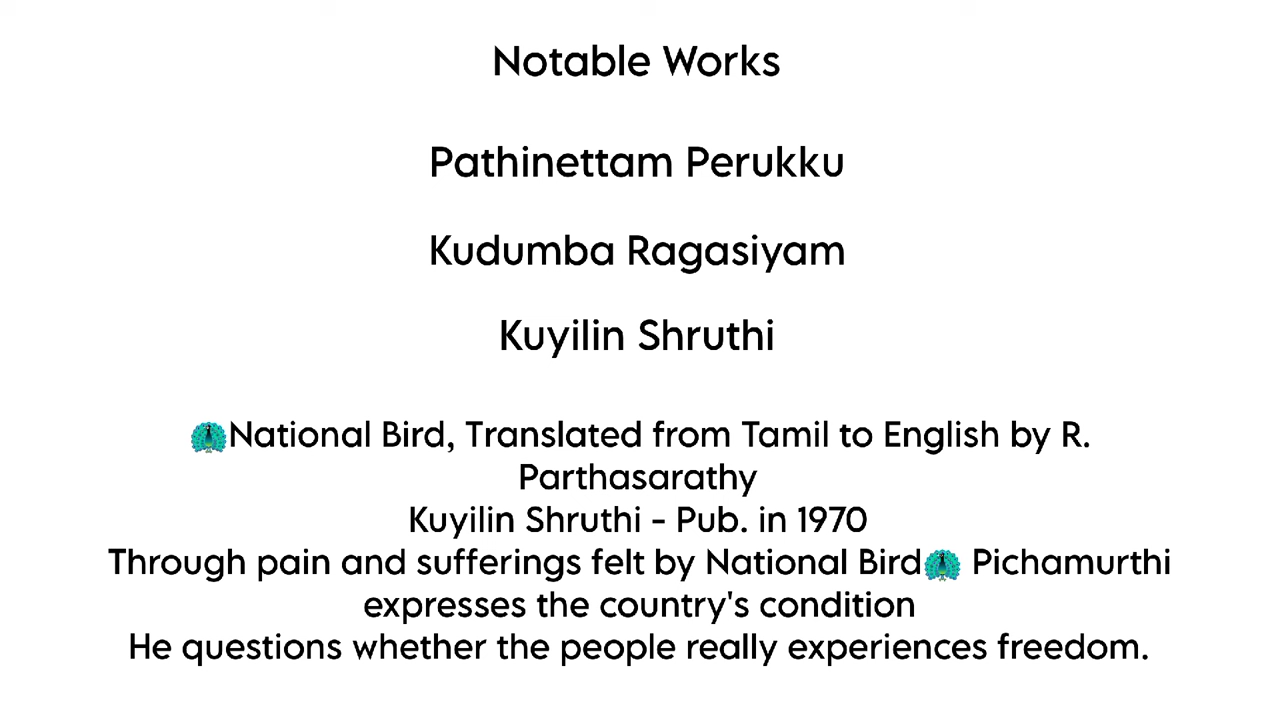 Notable Works
Pathinettam Perukku
Kudumba Ragasiyam
Kuyilin Shruthi
🦚National Bird, Translated from Tamil to English by R.
Parthasarathy
Kuyilin Shruthi - Pub. in 1970
Through pain and sufferings felt by National Bird🦚 Pichamurthi
expresses the country's condition
He questions whether the people really experiences freedom.